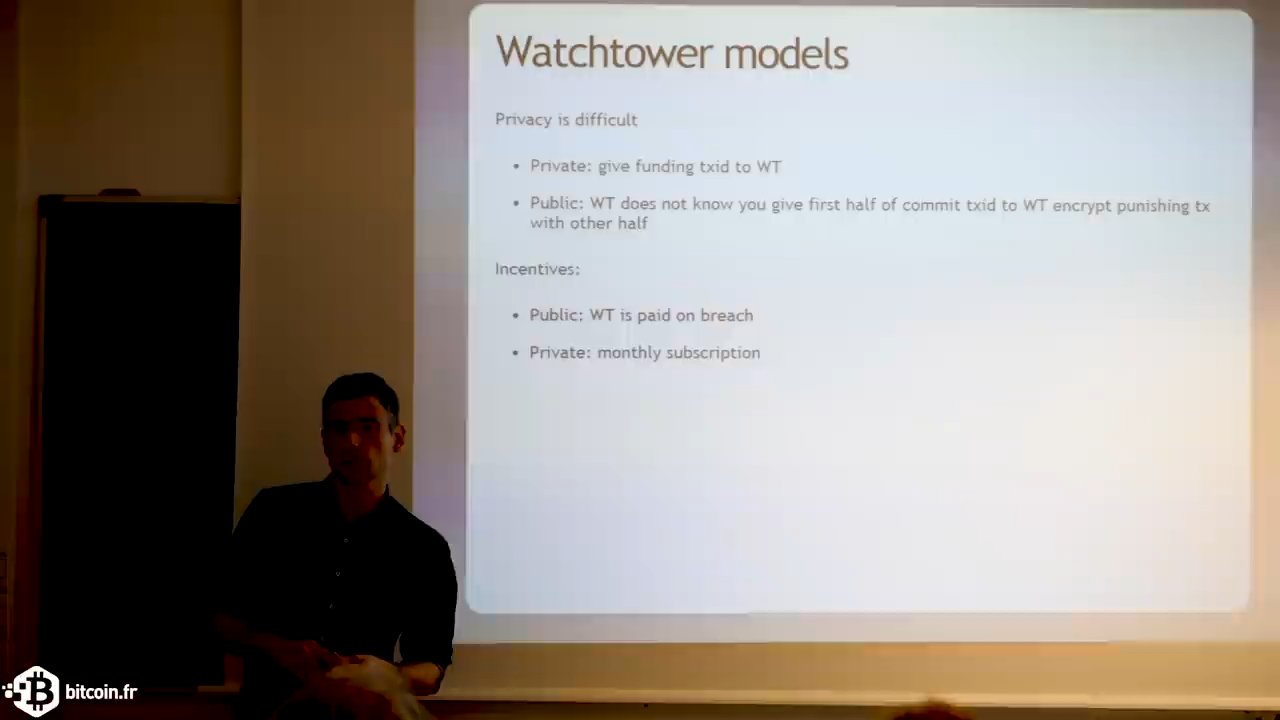 Watchtower models
Privacy is difficult
• Private: give funding txid to WT
• Public: WT does not know you give first half of commit txid to WT encrypt punishing tx
with other half
Incentives:
• Public: WT is paid on breach
• Private: monthly subscription
bitcoin.fr